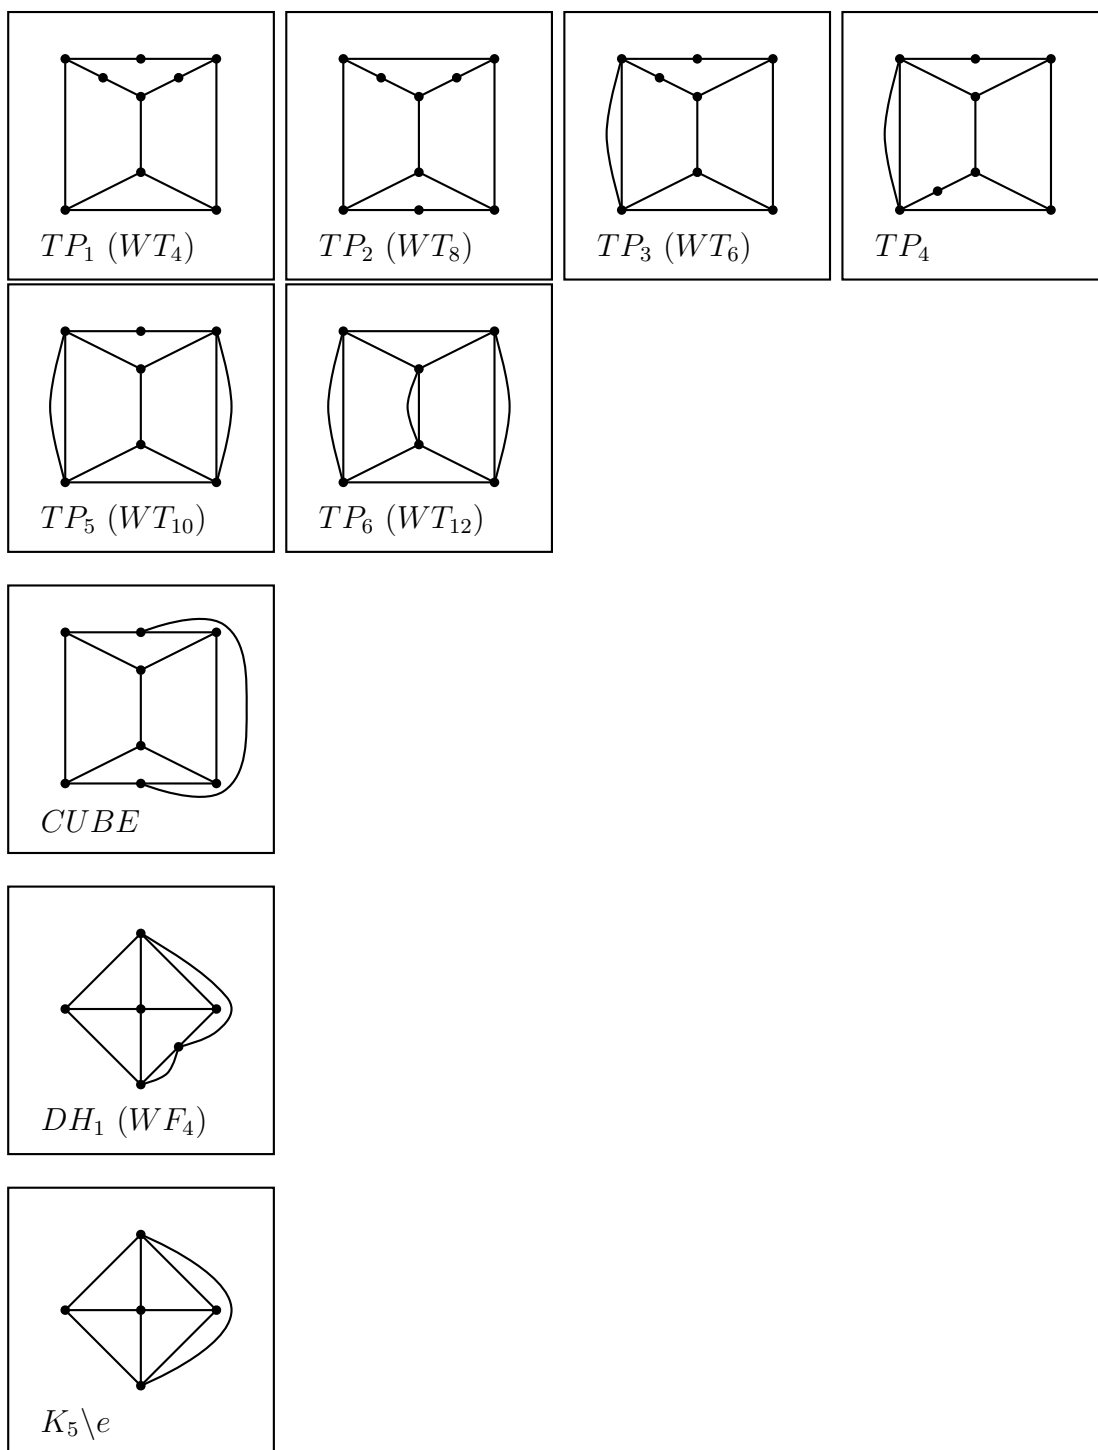 TP₁ (WT₄)
TP₂ (WT₈)
TP₃ (WT₆)
TP₄
TP₅ (WT₁₀)
TP₆ (WT₁₂)
CUBE
DH₁ (WF₄)
K₅\e